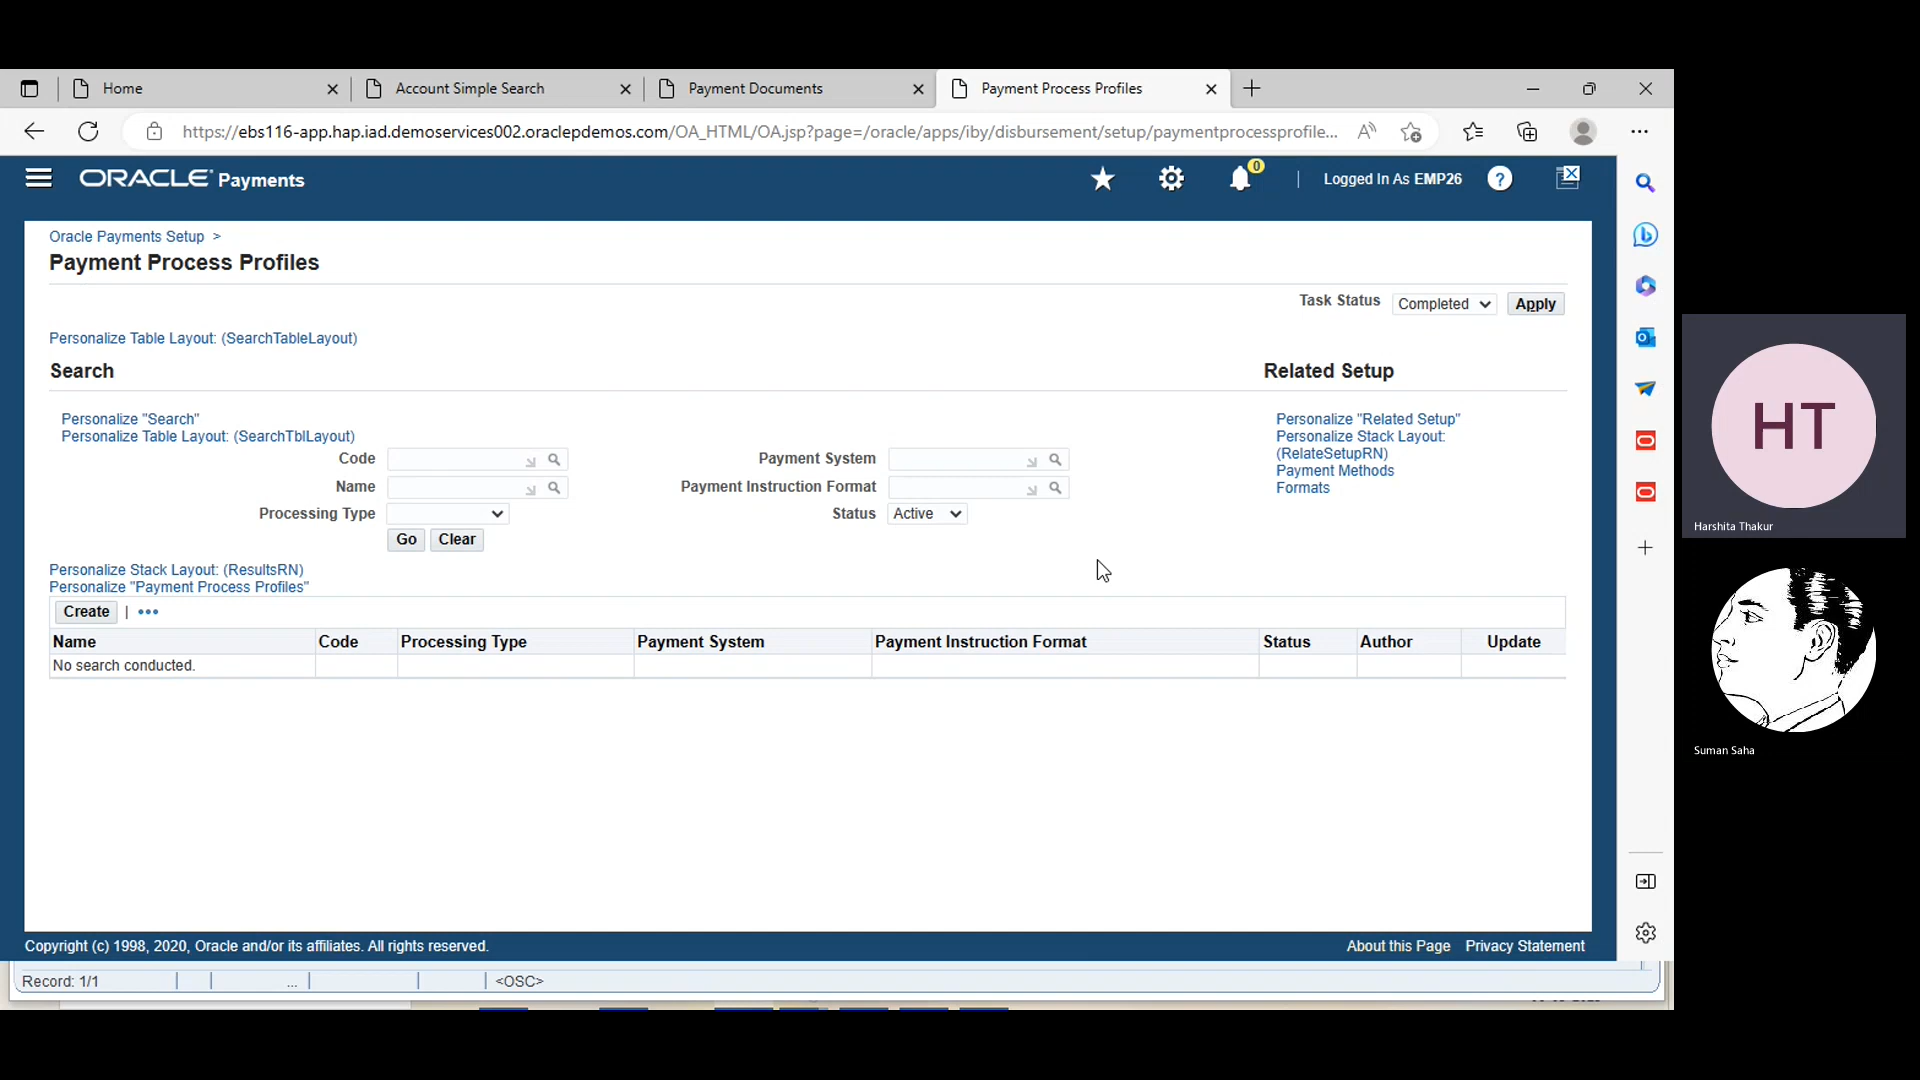 Home
Account Simple Search
Payment Documents
Payment Process Profiles
https://ebs116-app.hap.iad.demoservices002.oraclepdemos.com/OA_HTML/OA.jsp?page=/oracle/apps/iby/disbursement/setup/paymentprocessprofile...
ORACLE Payments
0
Logged In As EMP26
?
Oracle Payments Setup >
Payment Process Profiles
Task Status Completed Apply
Personalize Table Layout: (SearchTableLayout)
Search
Related Setup
Personalize "Search"
Personalize Table Layout: (SearchTblLayout)
Personalize "Related Setup"
Personalize Stack Layout:
(RelateSetupRN)
Payment Methods
Formats
Code
Payment System
Name
Payment Instruction Format
Processing Type
Status Active
Go Clear
Personalize Stack Layout: (ResultsRN)
Personalize "Payment Process Profiles"
Create | •••
Name Code Processing Type Payment System Payment Instruction Format Status Author Update
No search conducted.
Copyright (c) 1998, 2020, Oracle and/or its affiliates. All rights reserved.
About this Page Privacy Statement
Record: 1/1 ... <OSC>
HT
Harshita Thakur
Suman Saha